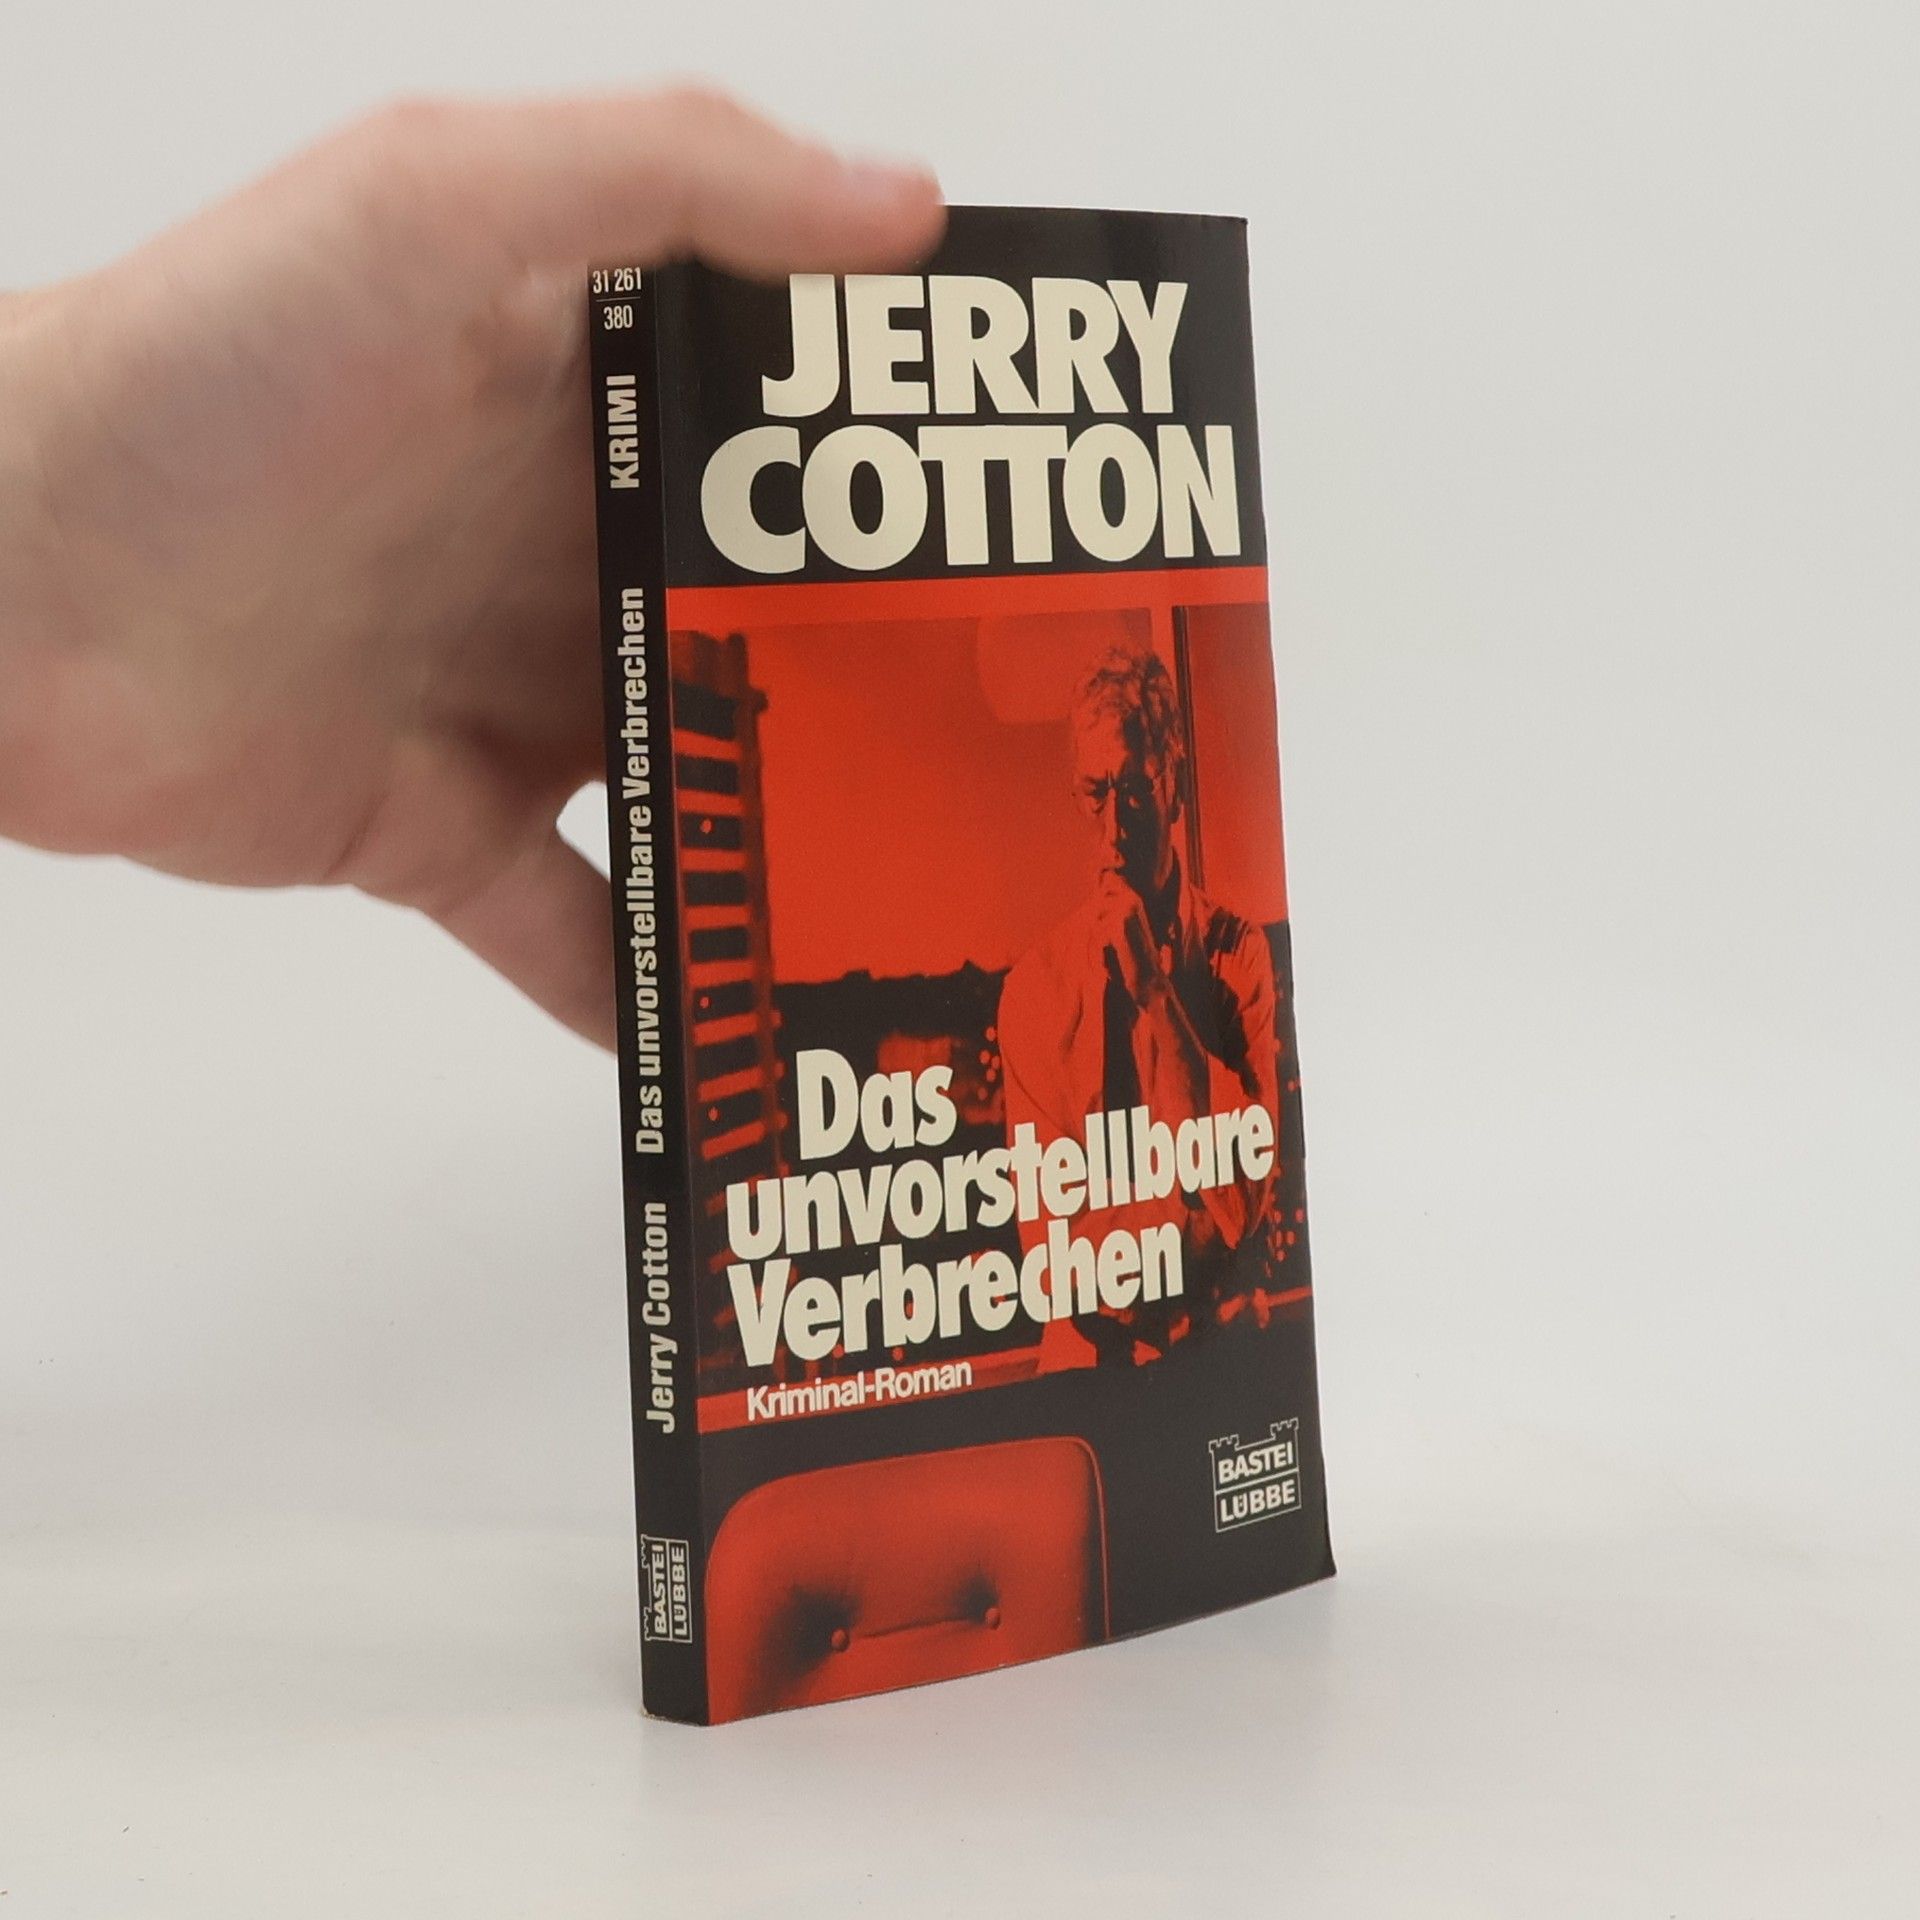 31 261
380
KRIMI
Das unvorstellbare Verbrechen
Jerry Cotton
BASTEI
LÜBBE
JERRY
COTTON
Das
unvorstellbare
Verbrechen
Kriminal-Roman
BASTEI
LÜBBE